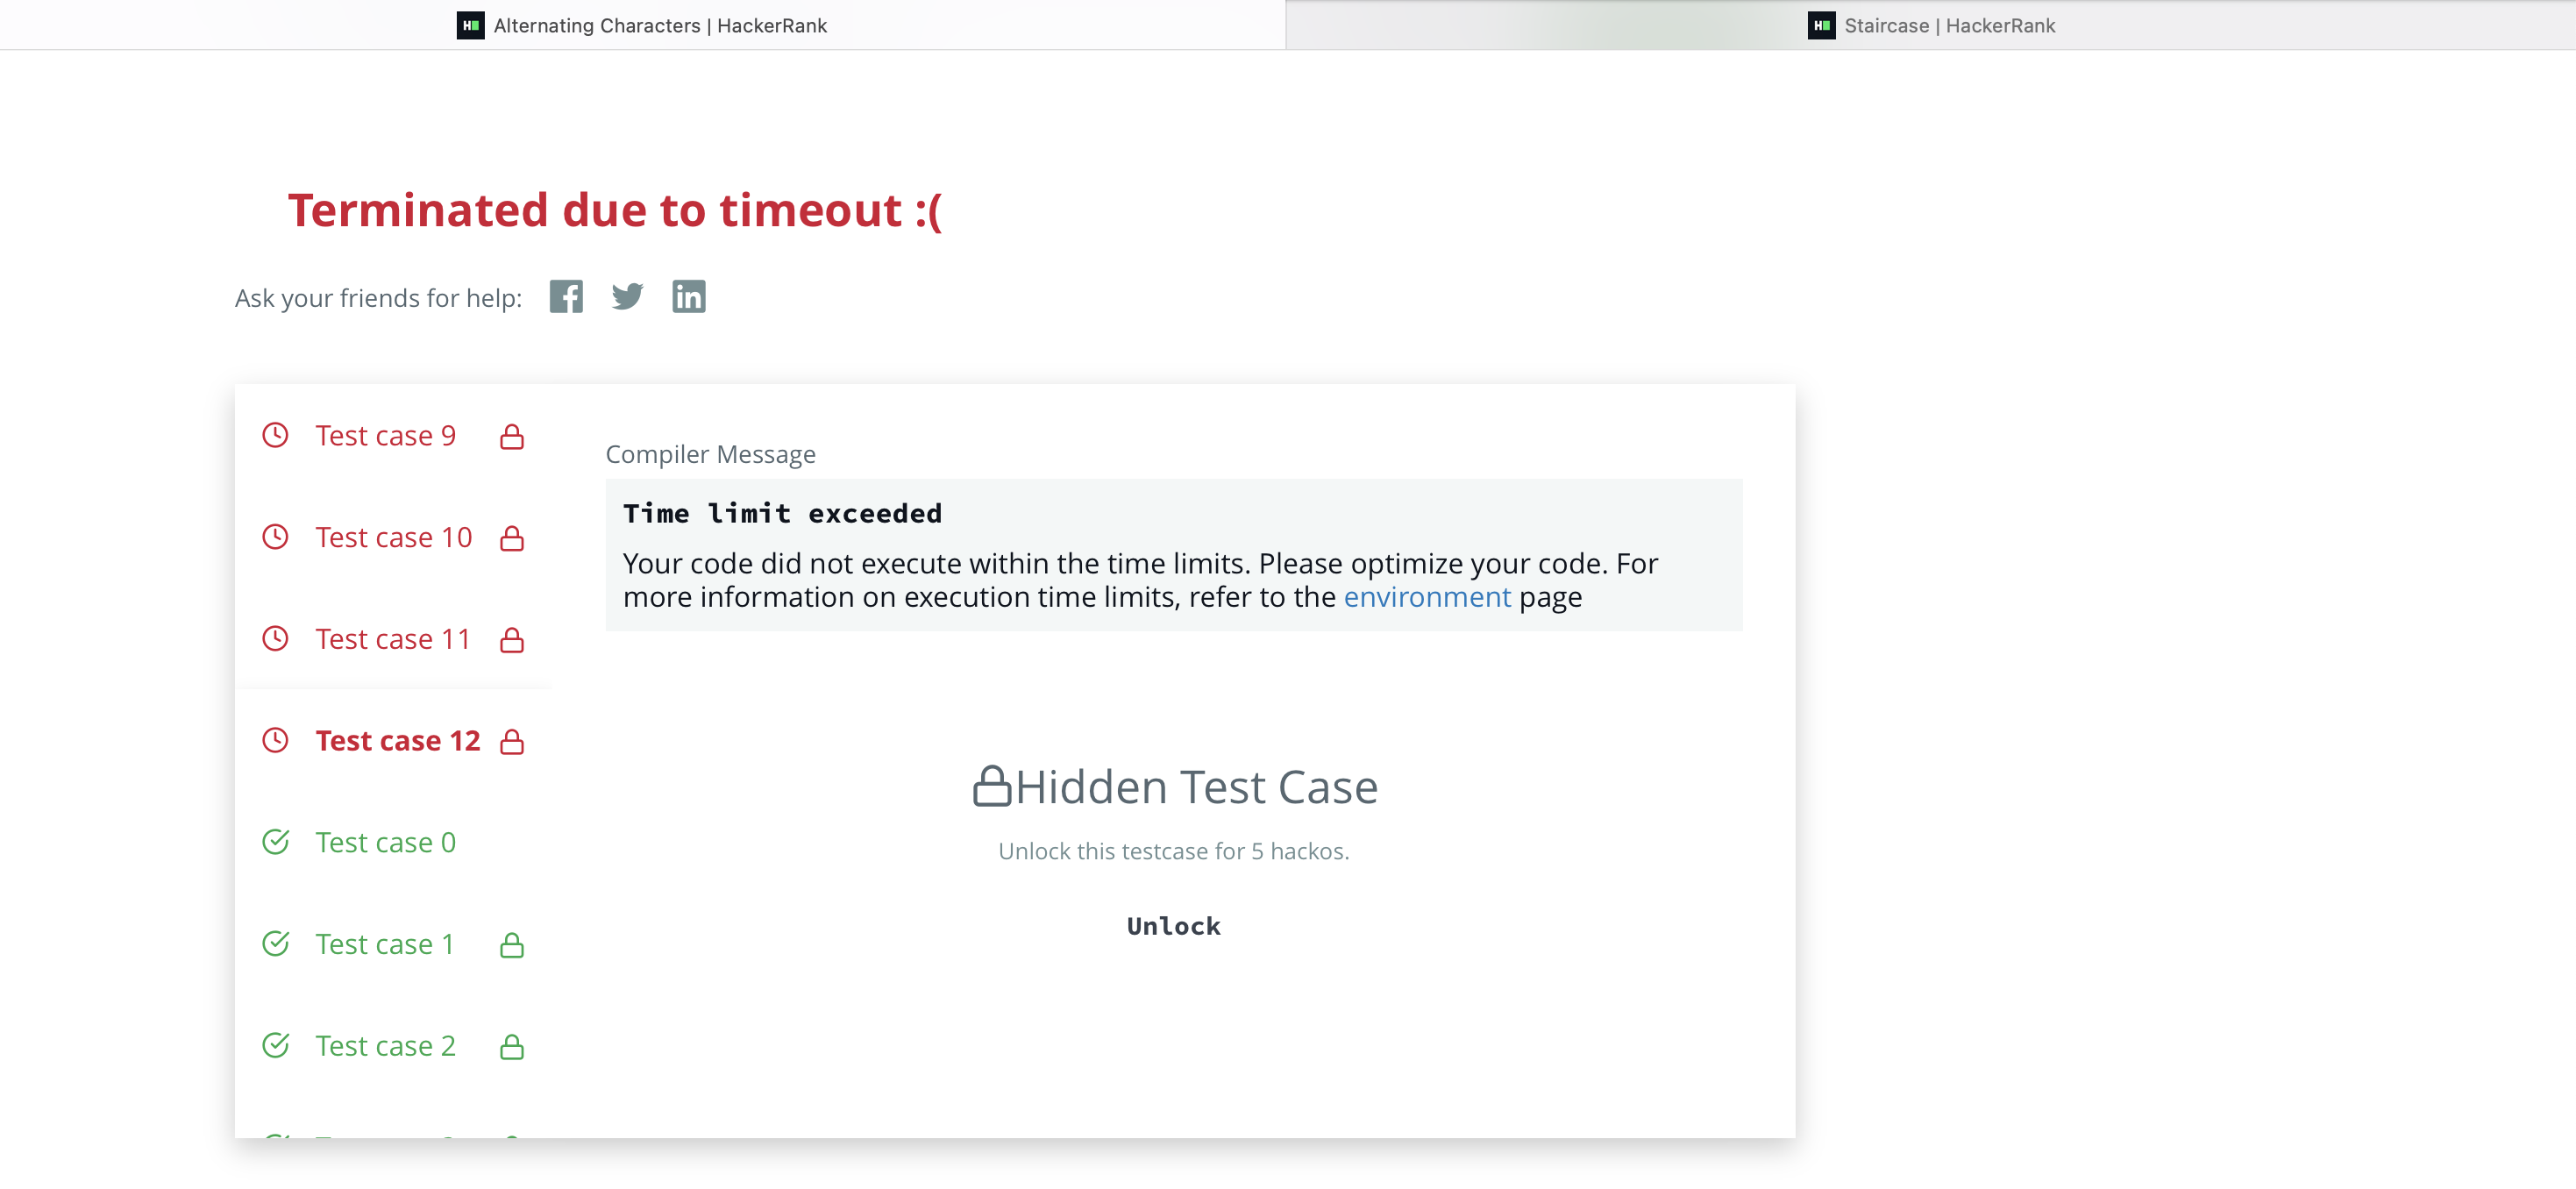 Alternating Characters | HackerRank
Staircase | HackerRank
Terminated due to timeout :(
Ask your friends for help:
Test case 9
Test case 10
Test case 11
Test case 12
Test case 0
Test case 1
Test case 2
Compiler Message
Time limit exceeded
Your code did not execute within the time limits. Please optimize your code. For
more information on execution time limits, refer to the environment page
Hidden Test Case
Unlock this testcase for 5 hackos.
Unlock